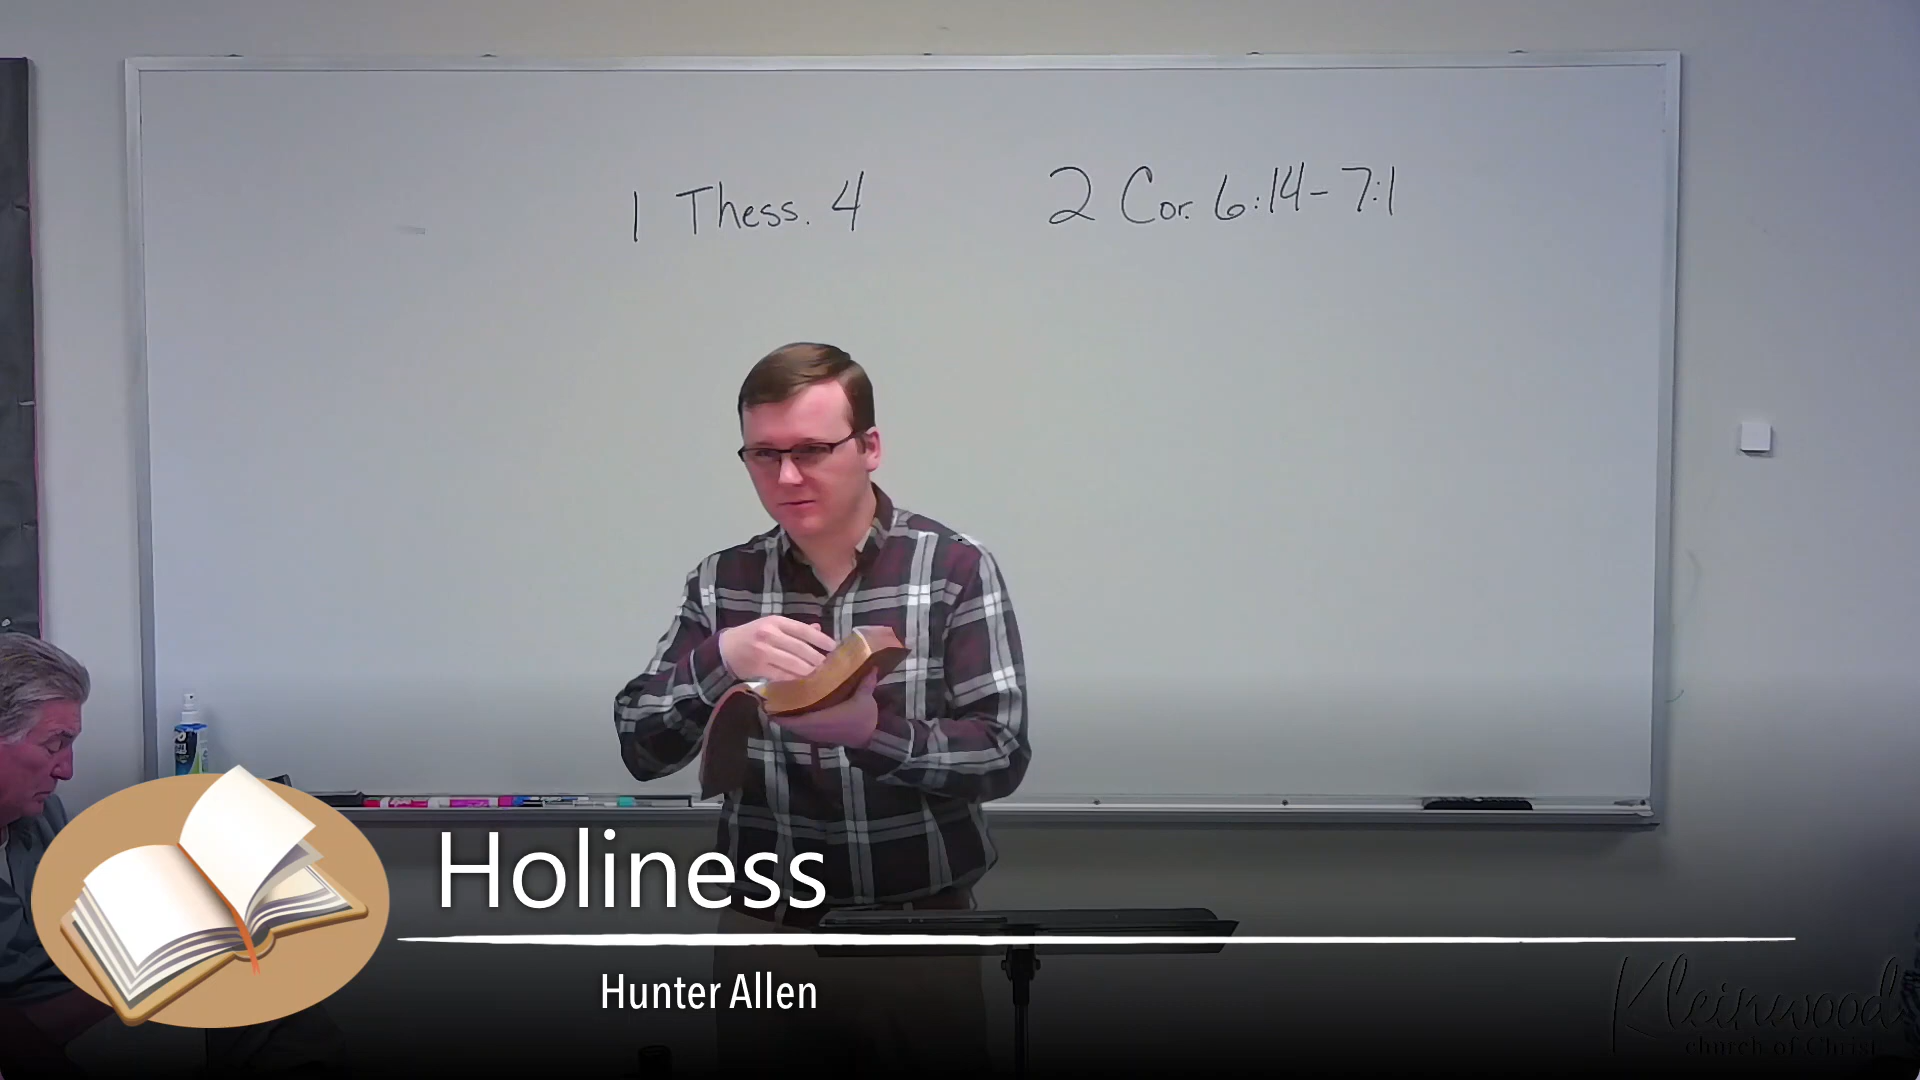 1 Thess. 4
2 Cor. 6:14-7:1
Holiness
Hunter Allen
Kleinwood
church of Christ